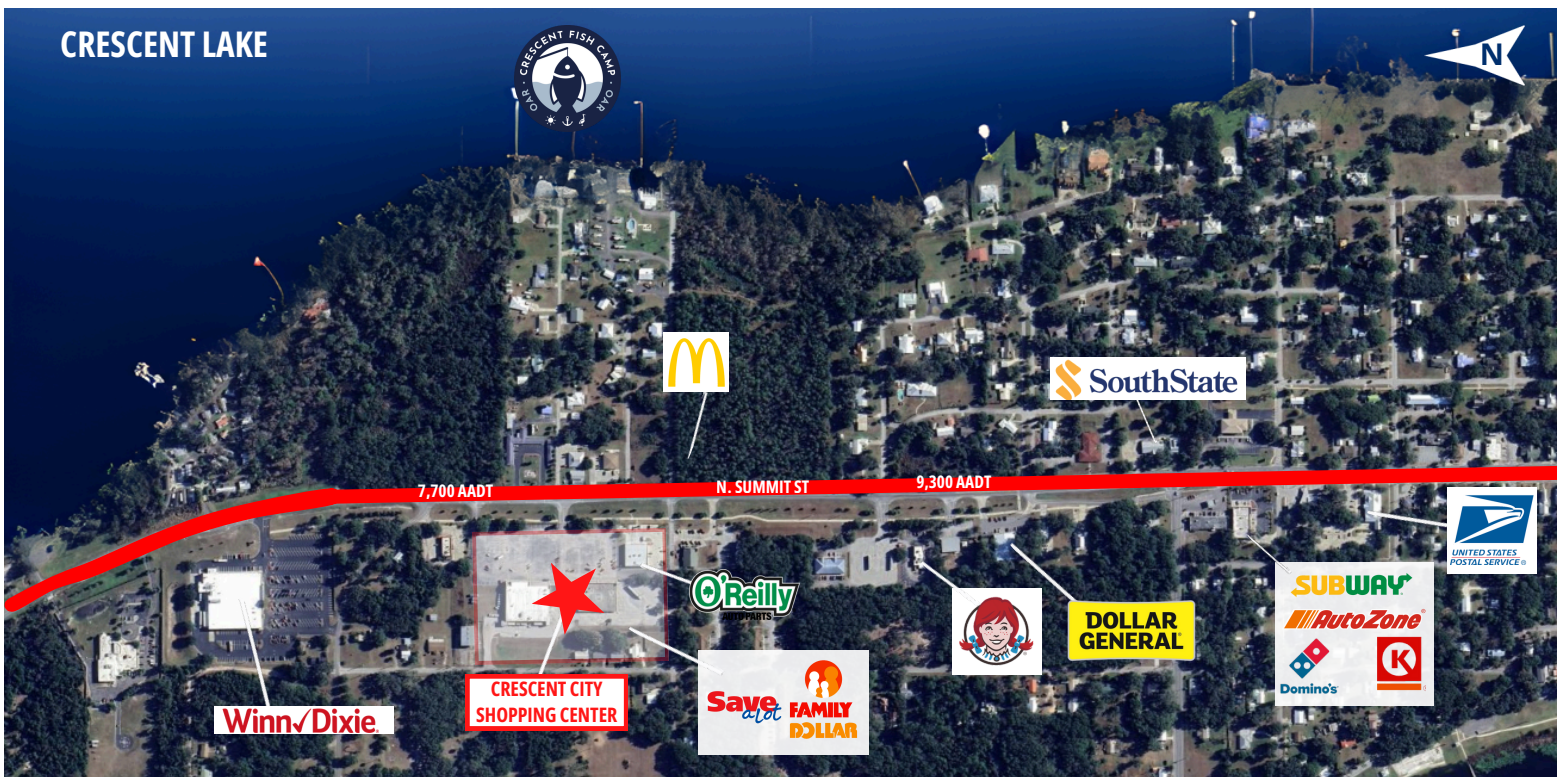 CRESCENT LAKE
· CRESCENT FISH CAMP ·
OAR · OAR
N
SouthState
7,700 AADT
N. SUMMIT ST
9,300 AADT
UNITED STATES
POSTAL SERVICE®
O'Reilly
AUTO PARTS
SUBWAY
AutoZone
Domino's
K
DOLLAR
GENERAL
CRESCENT CITY
SHOPPING CENTER
Save
a lot
FAMILY
DOLLAR
Winn✓Dixie